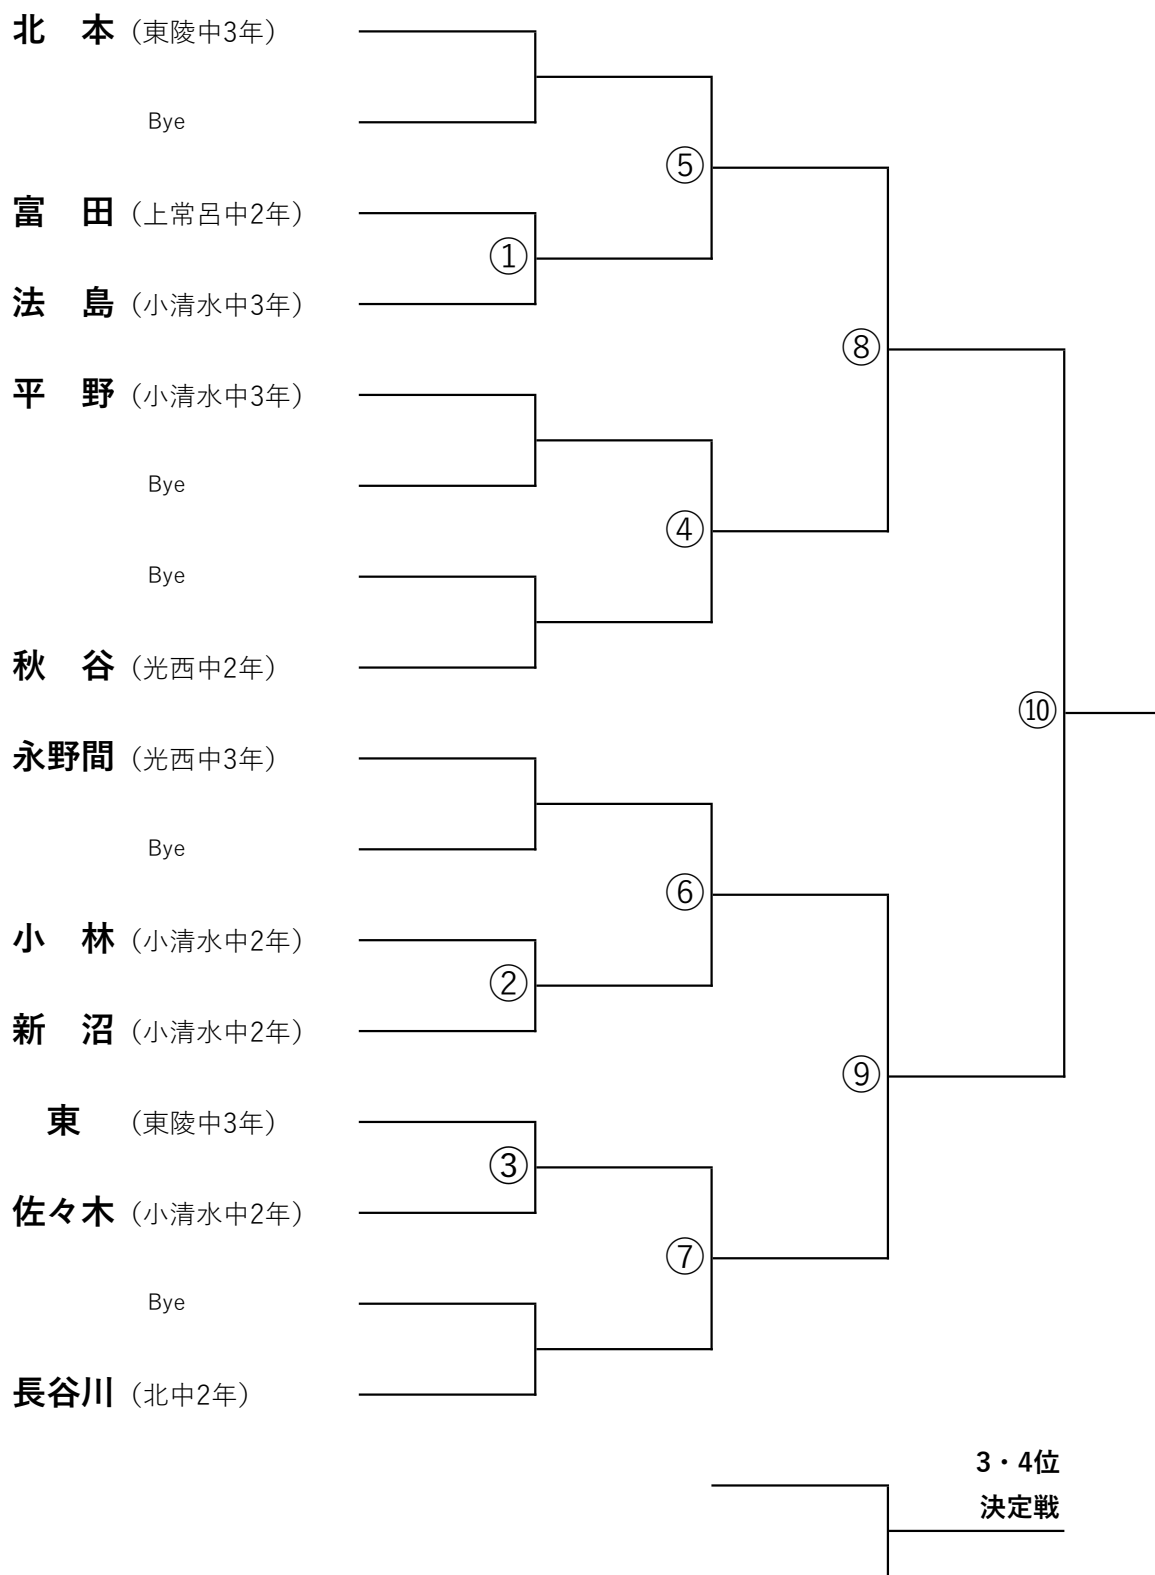 北　本（東陵中3年）
Bye
⑤
富　田（上常呂中2年）
①
法　島（小清水中3年）
⑧
平　野（小清水中3年）
Bye
④
Bye
秋　谷（光西中2年）
⑩
永野間（光西中3年）
Bye
⑥
小　林（小清水中2年）
②
新　沼（小清水中2年）
⑨
東　（東陵中3年）
③
佐々木（小清水中2年）
⑦
Bye
長谷川（北中2年）
3・4位
決定戦